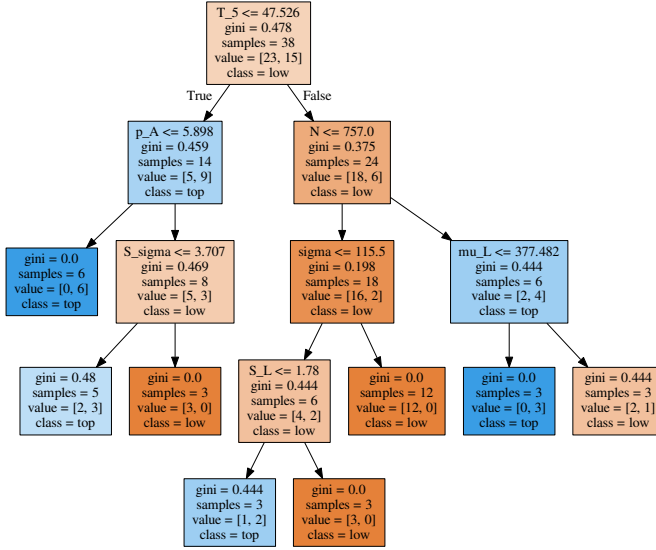 T_5 <= 47.526
gini = 0.478
samples = 38
value = [23, 15]
class = low
True
False
p_A <= 5.898
gini = 0.459
samples = 14
value = [5, 9]
class = top
N <= 757.0
gini = 0.375
samples = 24
value = [18, 6]
class = low
gini = 0.0
samples = 6
value = [0, 6]
class = top
S_sigma <= 3.707
gini = 0.469
samples = 8
value = [5, 3]
class = low
sigma <= 115.5
gini = 0.198
samples = 18
value = [16, 2]
class = low
mu_L <= 377.482
gini = 0.444
samples = 6
value = [2, 4]
class = top
gini = 0.48
samples = 5
value = [2, 3]
class = top
gini = 0.0
samples = 3
value = [3, 0]
class = low
S_L <= 1.78
gini = 0.444
samples = 6
value = [4, 2]
class = low
gini = 0.0
samples = 12
value = [12, 0]
class = low
gini = 0.0
samples = 3
value = [0, 3]
class = top
gini = 0.444
samples = 3
value = [2, 1]
class = low
gini = 0.444
samples = 3
value = [1, 2]
class = top
gini = 0.0
samples = 3
value = [3, 0]
class = low